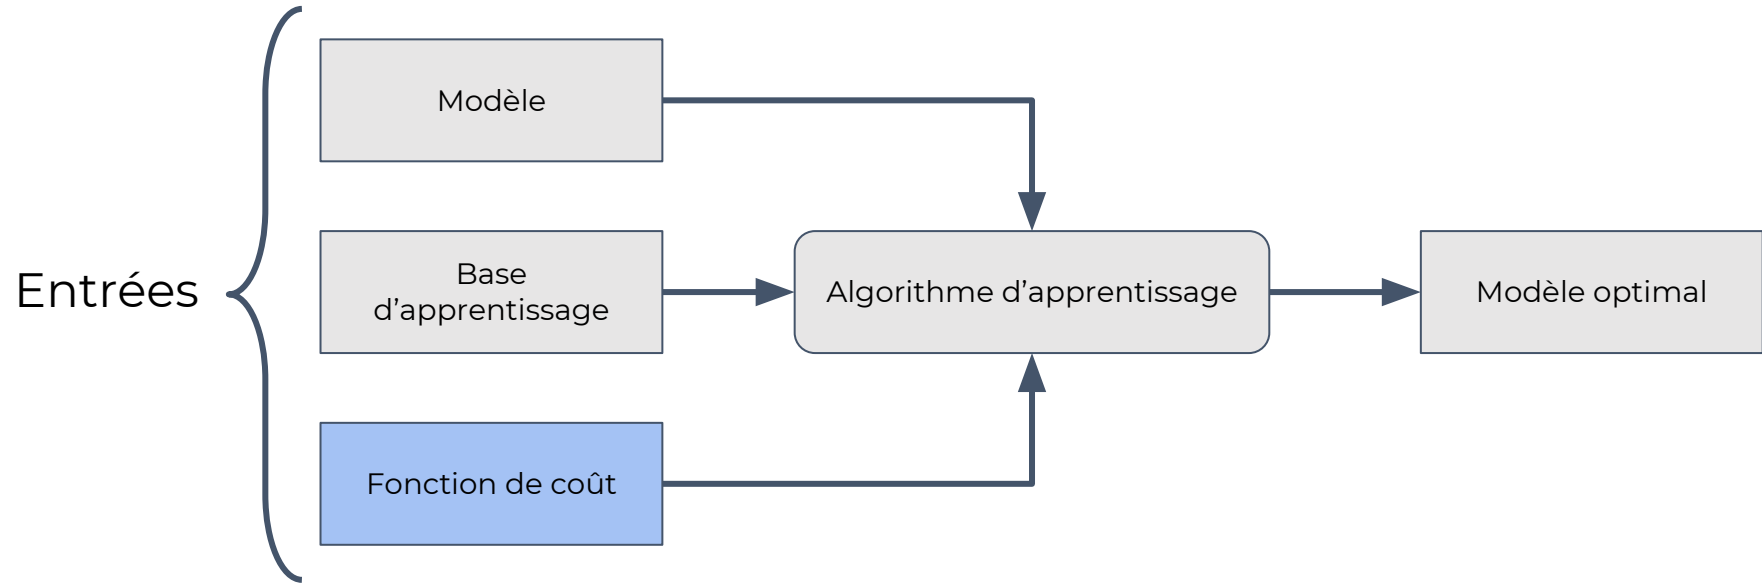 Modèle
Entrées
Base
d’apprentissage
Algorithme d’apprentissage
Modèle optimal
Fonction de coût